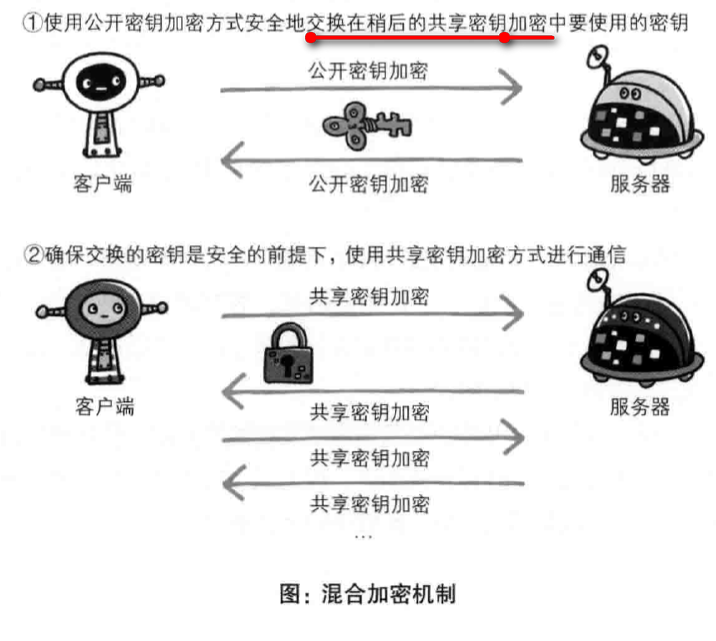 ①使用公开密钥加密方式安全地交换在稍后的共享密钥加密中要使用的密钥
公开密钥加密
公开密钥加密
客户端
服务器
②确保交换的密钥是安全的前提下，使用共享密钥加密方式进行通信
共享密钥加密
共享密钥加密
客户端
服务器
共享密钥加密
共享密钥加密
…
图：混合加密机制